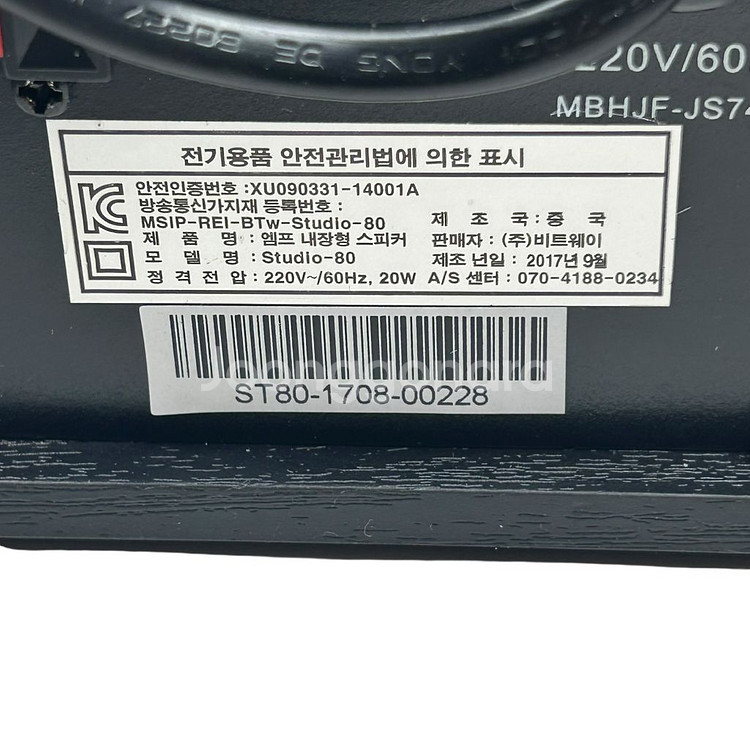 220V/60
MBHJF-JS74
전기용품 안전관리법에 의한 표시
안전인증번호 :XU090331-14001A
방송통신가지재 등록번호 :
MSIP-REI-BTw-Studio-80
제 조 국 : 중 국
제 품 명 : 엠프 내장형 스피커
판매자 : (주)비트웨이
모 델 명 : Studio-80
제조 년일 : 2017년 9월
정 격 전 압 : 220V~/60Hz, 20W
A/S 센터 : 070-4188-0234
Joonggonara
ST80-1708-00228